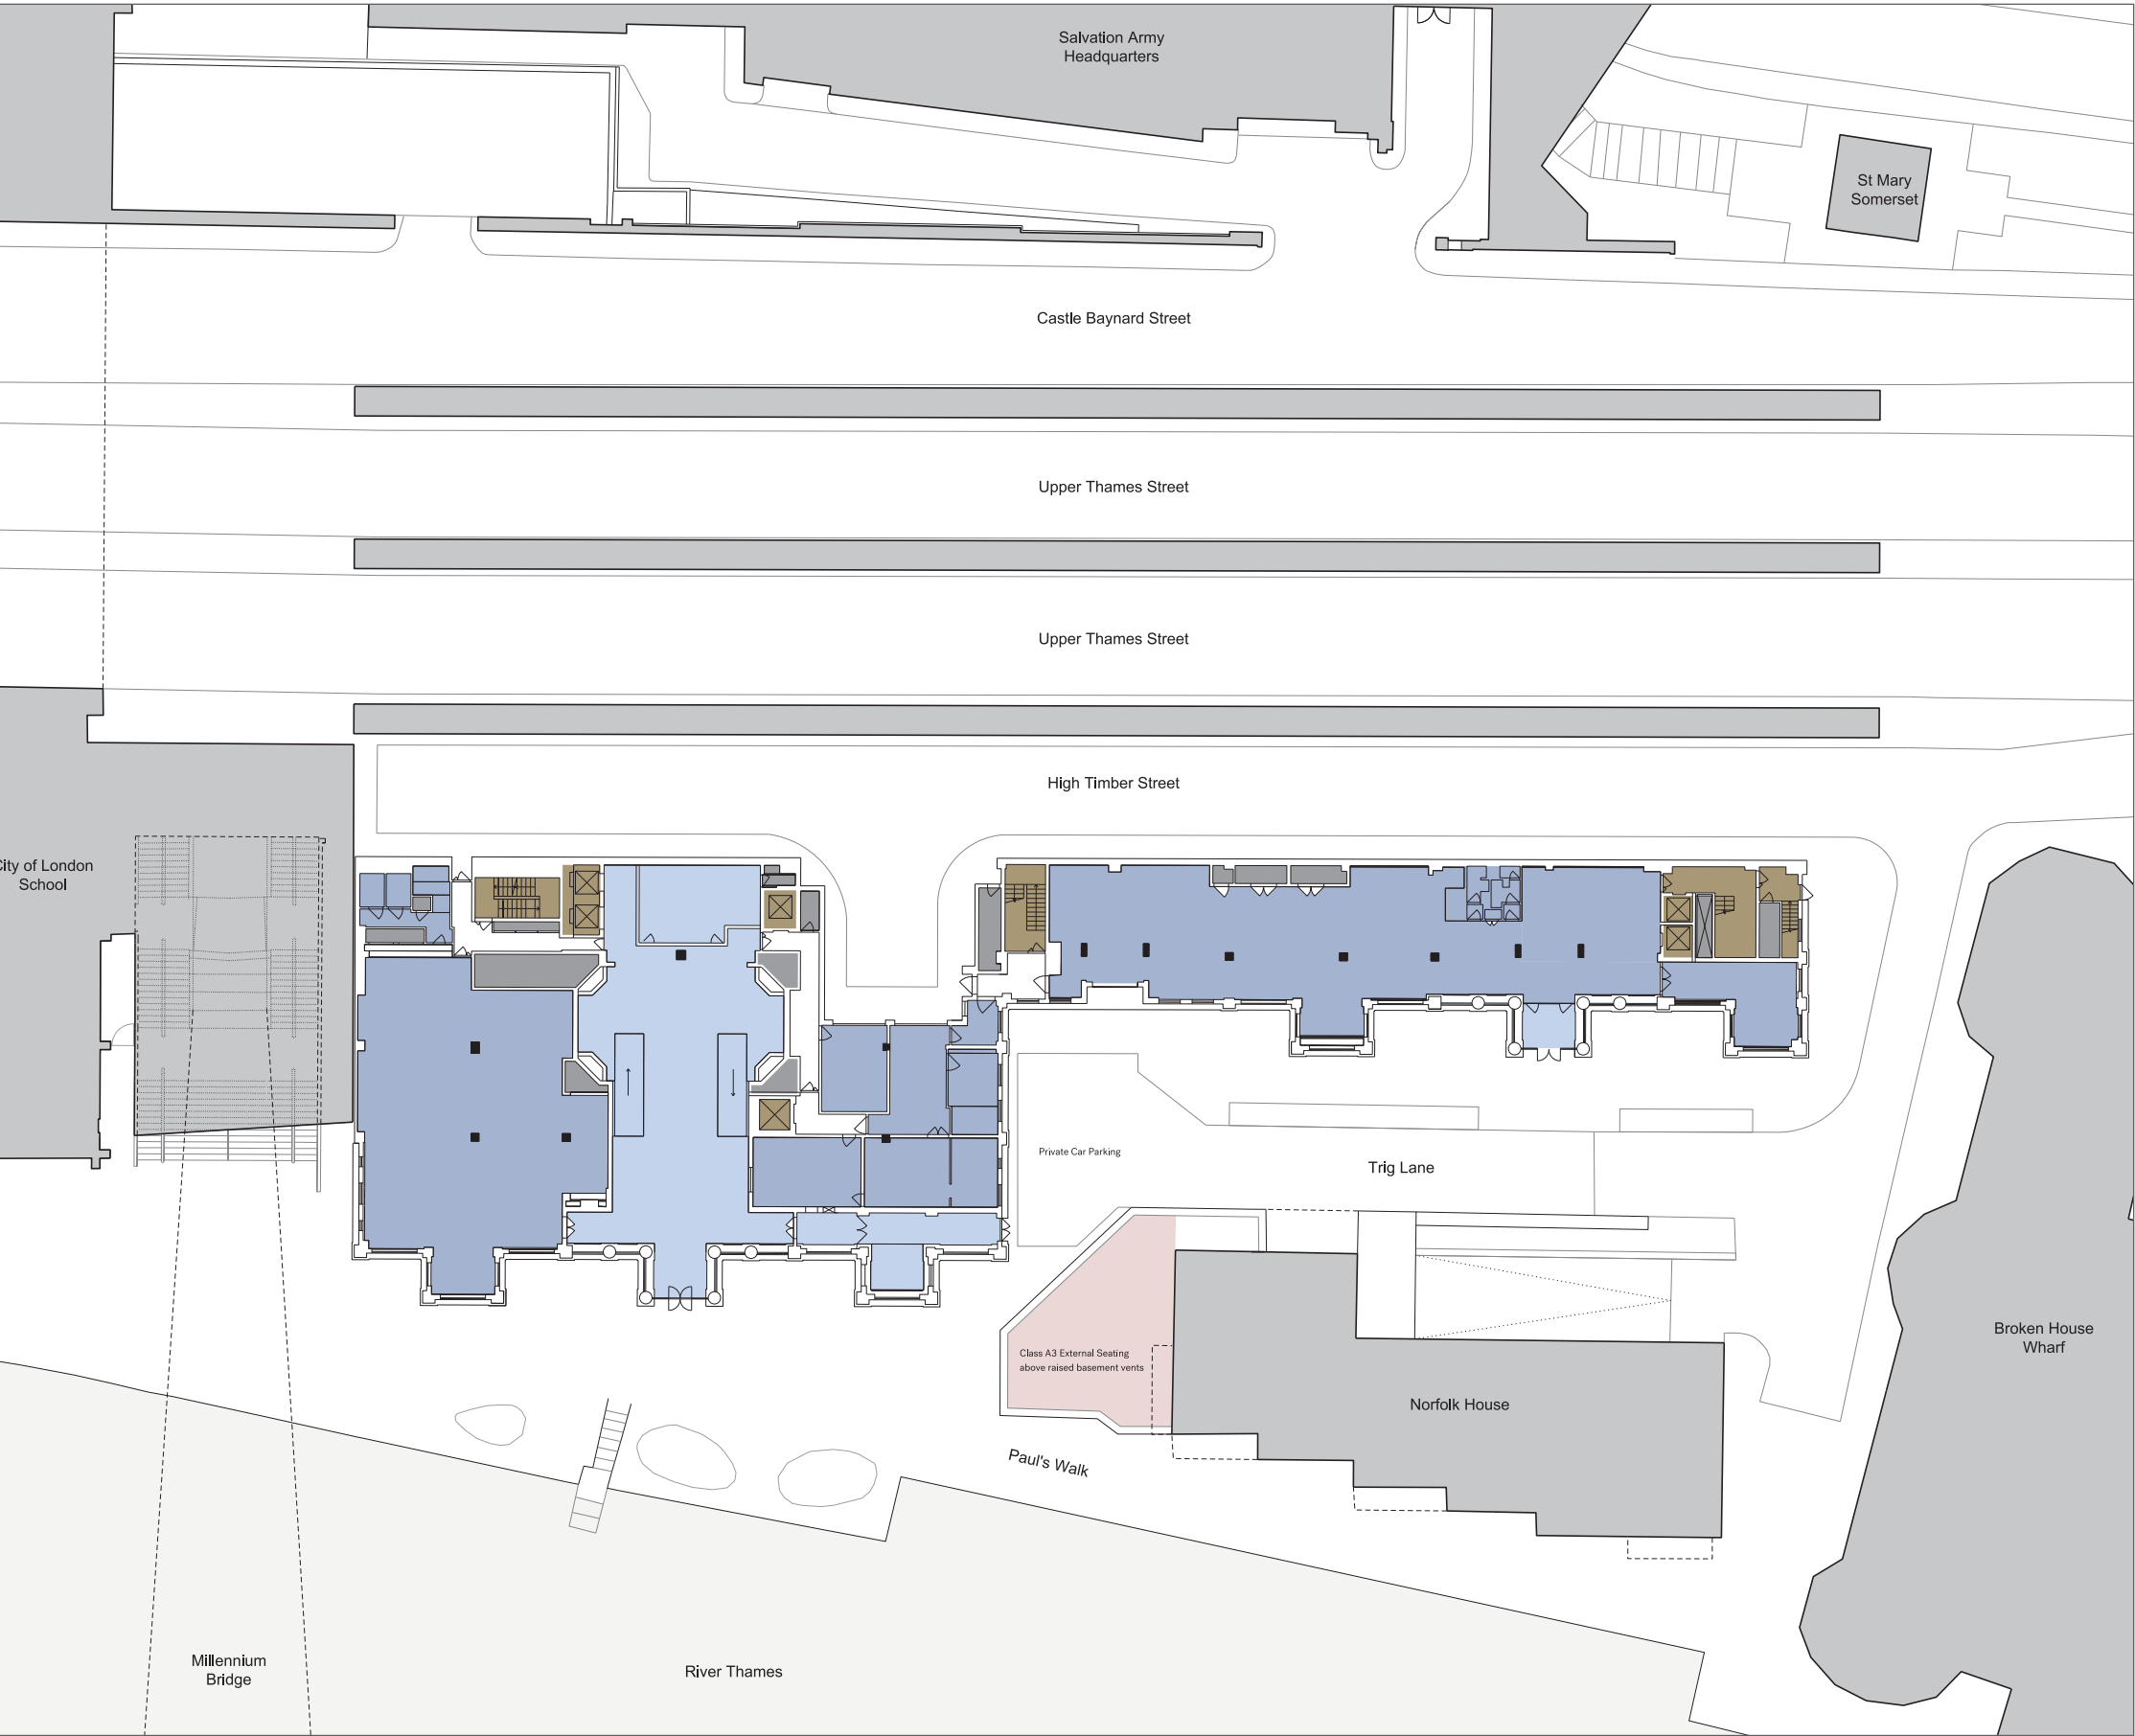 Salvation Army
Headquarters
St Mary
Somerset
Castle Baynard Street
Upper Thames Street
Upper Thames Street
High Timber Street
City of London
School
Private Car Parking
Trig Lane
Class A3 External Seating
above raised basement vents
Broken House
Wharf
Norfolk House
Paul's Walk
Millennium
Bridge
River Thames